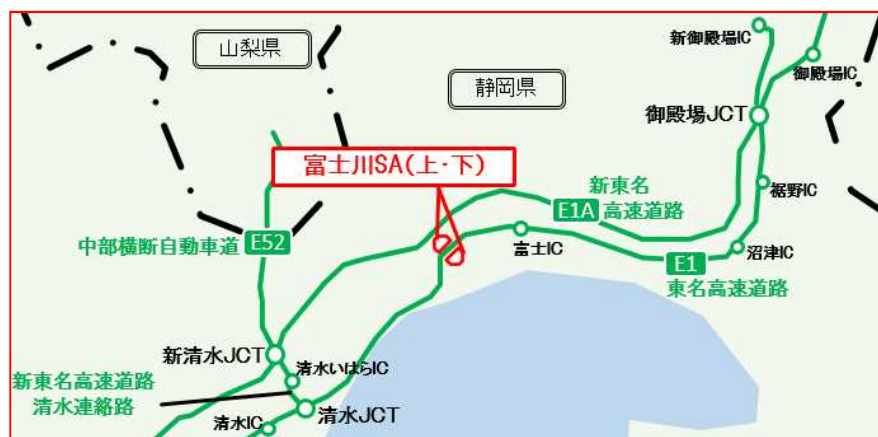 山梨県
静岡県
新御殿場IC
御殿場IC
御殿場JCT
富士川SA(上・下)
新東名
高速道路
E1A
裾野IC
中部横断自動車道
E52
富士IC
沼津IC
E1
東名高速道路
新清水JCT
清水いはらIC
新東名高速道路
清水連絡路
清水JCT
清水IC